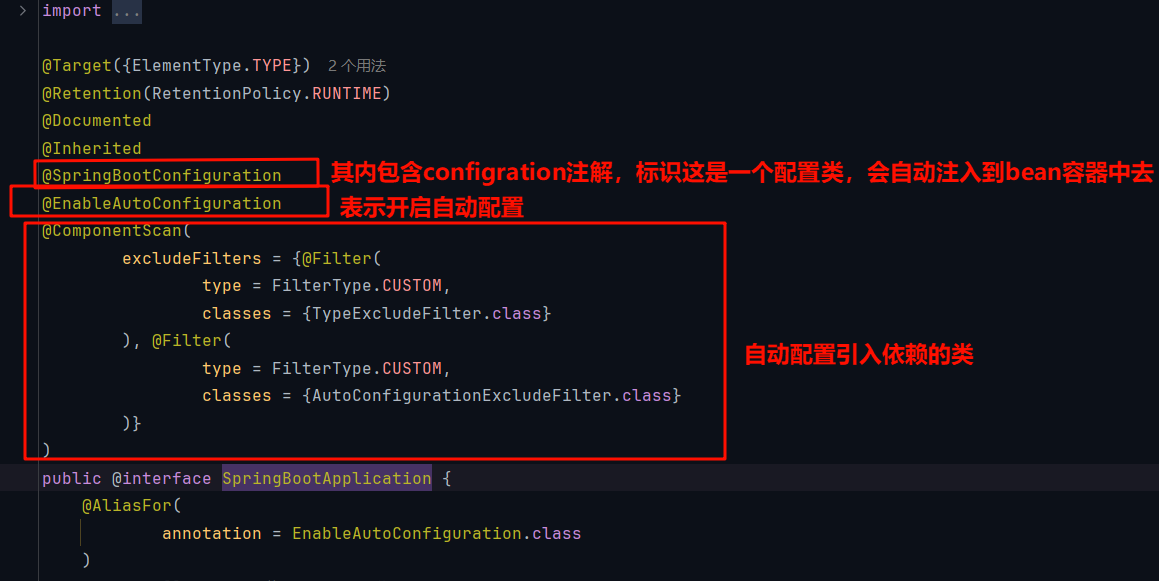 import ...
@Target({ElementType.TYPE}) 2个用法
@Retention(RetentionPolicy.RUNTIME)
@Documented
@Inherited
@SpringBootConfiguration 其内包含configration注解，标识这是一个配置类，会自动注入到bean容器中去
@EnableAutoConfiguration 表示开启自动配置
@ComponentScan(
excludeFilters = {@Filter(
type = FilterType.CUSTOM,
classes = {TypeExcludeFilter.class}
), @Filter(
自动配置引入依赖的类
type = FilterType.CUSTOM,
classes = {AutoConfigurationExcludeFilter.class}
)}
)
public @interface SpringBootApplication {
@AliasFor(
annotation = EnableAutoConfiguration.class
)